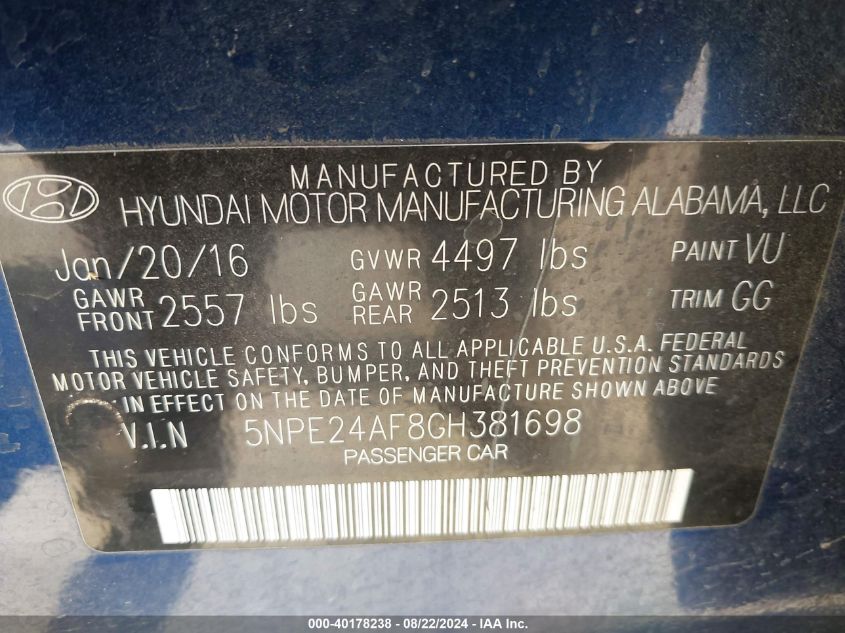 MANUFACTURED BY
HYUNDAI MOTOR MANUFACTURING ALABAMA, LLC
Jan/20/16 GVWR 4497 lbs PAINT VU
GAWR FRONT 2557 lbs GAWR REAR 2513 lbs TRIM GG
THIS VEHICLE CONFORMS TO ALL APPLICABLE U.S.A. FEDERAL
MOTOR VEHICLE SAFETY, BUMPER, AND THEFT PREVENTION STANDARDS
IN EFFECT ON THE DATE OF MANUFACTURE SHOWN ABOVE
V.I.N 5NPE24AF8GH381698
PASSENGER CAR
000-40178238 - 08/22/2024 - IAA Inc.